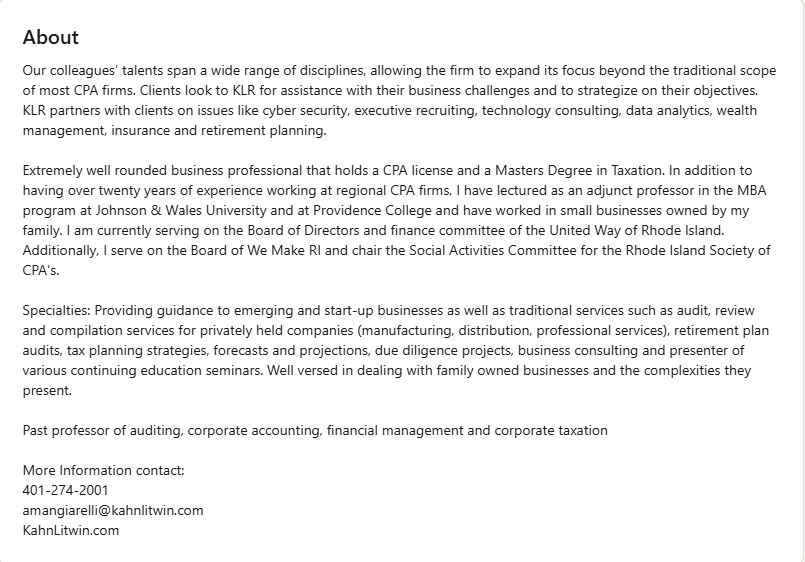 About
Our colleagues’ talents span a wide range of disciplines, allowing the firm to expand its focus beyond the traditional scope
of most CPA firms. Clients look to KLR for assistance with their business challenges and to strategize on their objectives.
KLR partners with clients on issues like cyber security, executive recruiting, technology consulting, data analytics, wealth
management, insurance and retirement planning.
Extremely well rounded business professional that holds a CPA license and a Masters Degree in Taxation. In addition to
having over twenty years of experience working at regional CPA firms, I have lectured as an adjunct professor in the MBA
program at Johnson & Wales University and at Providence College and have worked in small businesses owned by my
family. I am currently serving on the Board of Directors and finance committee of the United Way of Rhode Island.
Additionally, I serve on the Board of We Make RI and chair the Social Activities Committee for the Rhode Island Society of
CPA's.
Specialties: Providing guidance to emerging and start-up businesses as well as traditional services such as audit, review
and compilation services for privately held companies (manufacturing, distribution, professional services), retirement plan
audits, tax planning strategies, forecasts and projections, due diligence projects, business consulting and presenter of
various continuing education seminars. Well versed in dealing with family owned businesses and the complexities they
present.
Past professor of auditing, corporate accounting, financial management and corporate taxation
More Information contact:
401-274-2001
amangiarelli@kahnlitwin.com
KahnLitwin.com